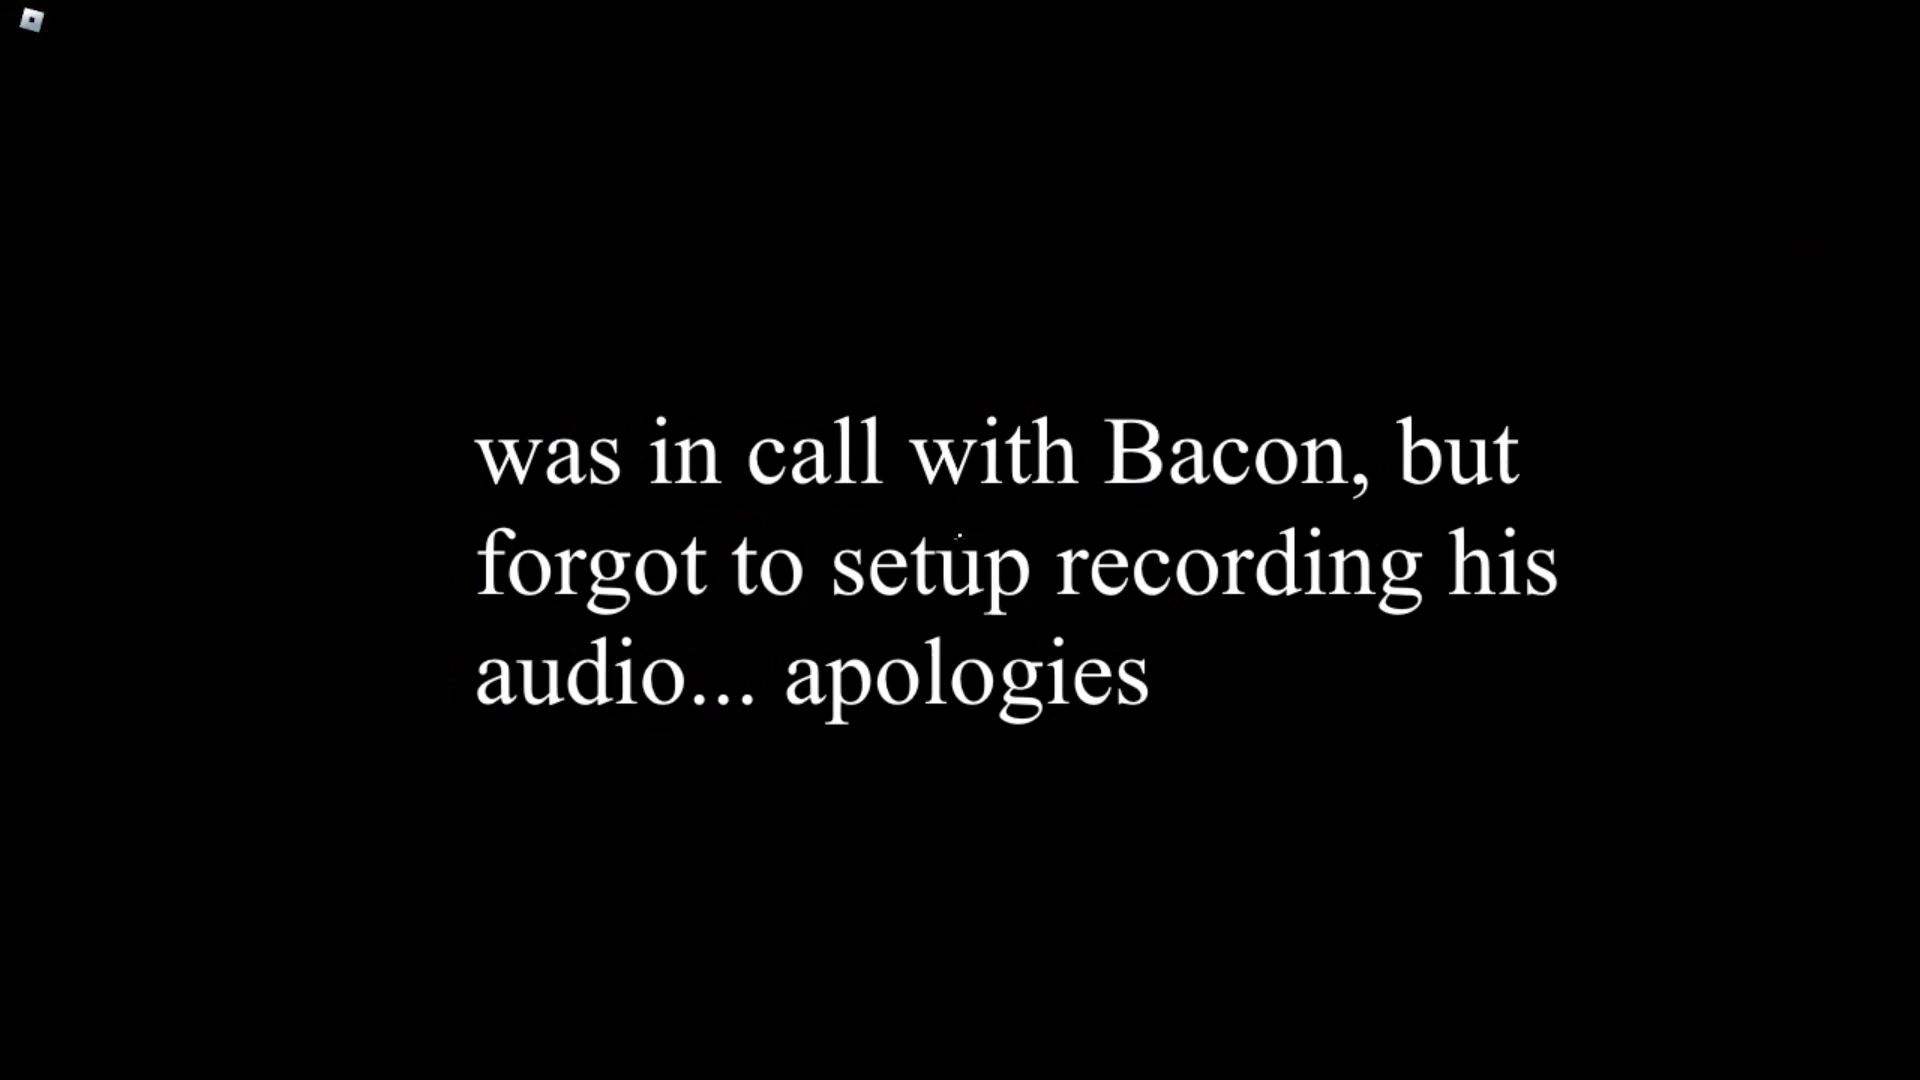 was in call with Bacon, but
forgot to setup recording his
audio... apologies